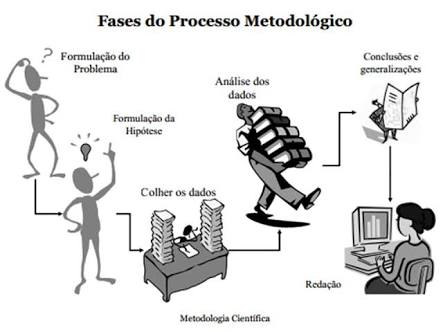 Fases do Processo Metodológico
Formulação do
Problema
?
Formulação da
Hipótese
Colher os dados
Análise dos
dados
Conclusões e
generalizações
Redação
Metodologia Científica